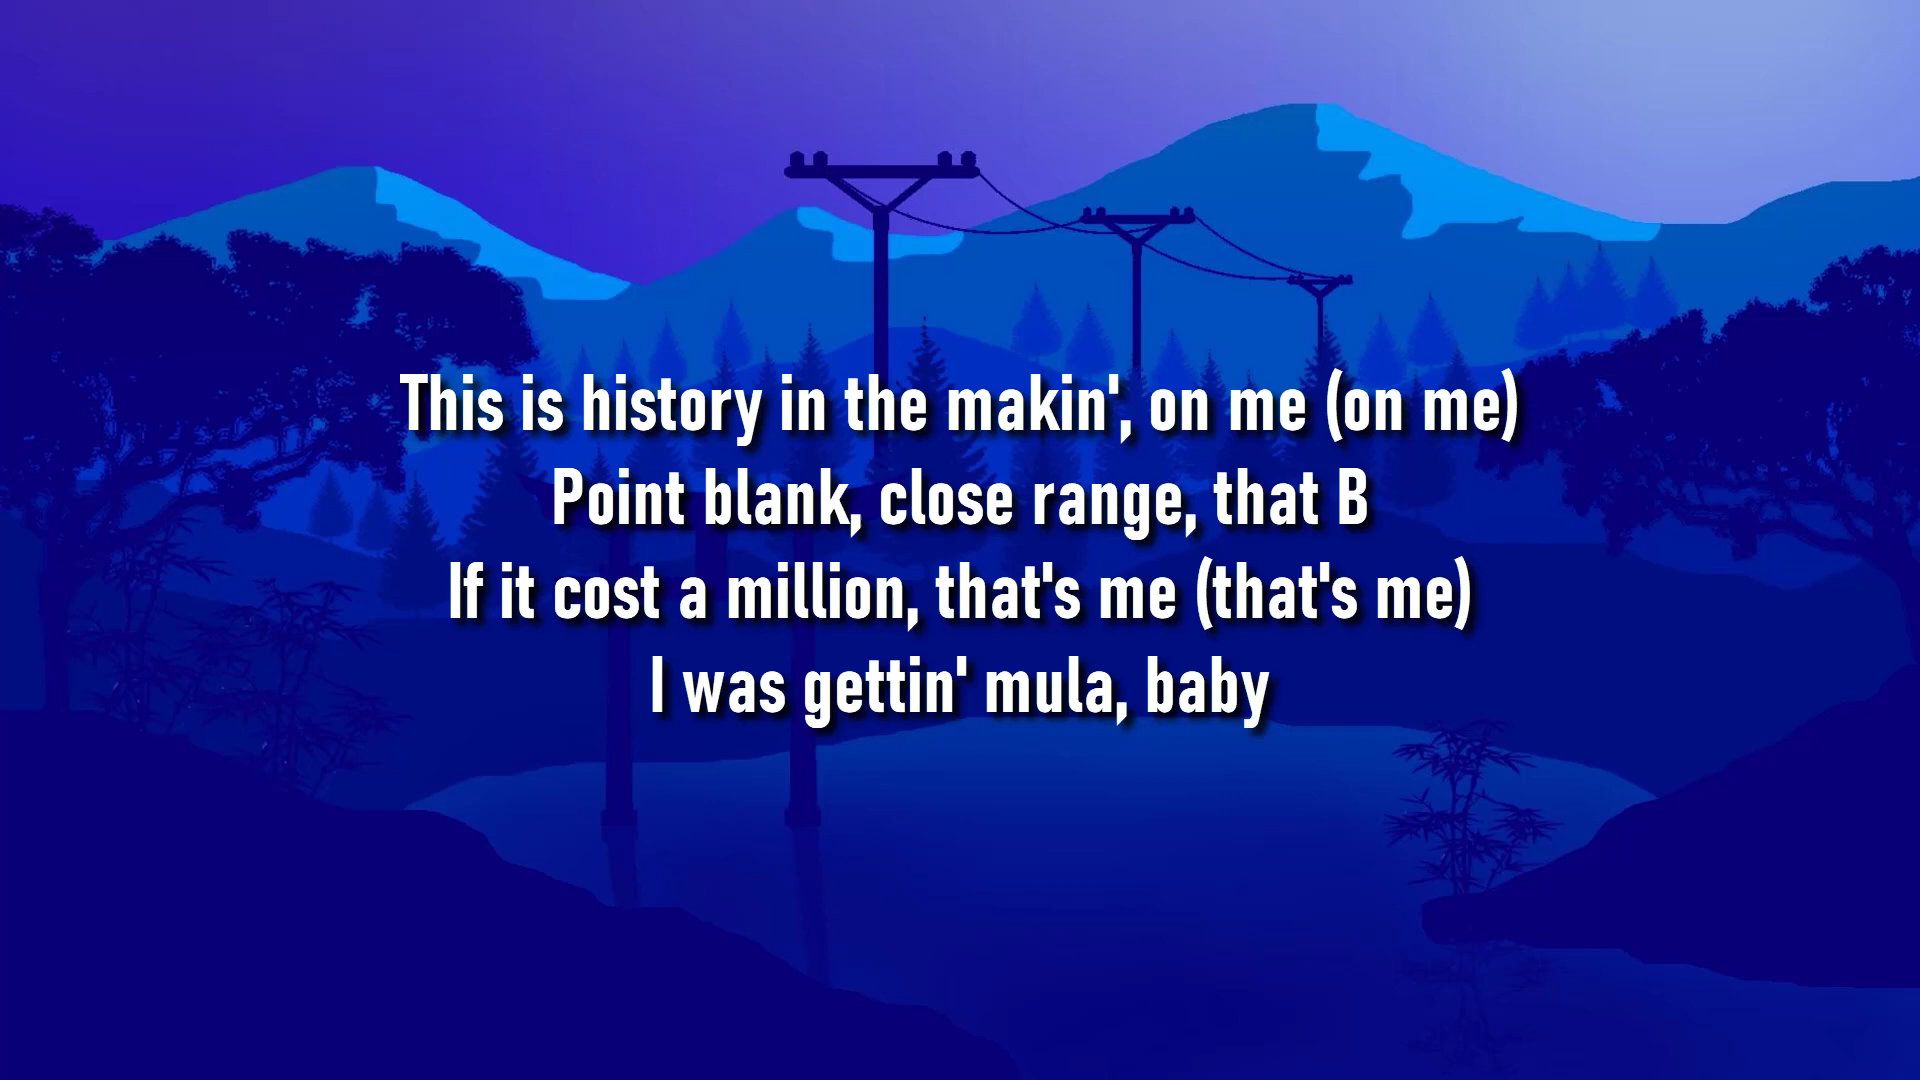 This is history in the makin', on me (on me)
Point blank, close range, that B
If it cost a million, that's me (that's me)
I was gettin' mula, baby